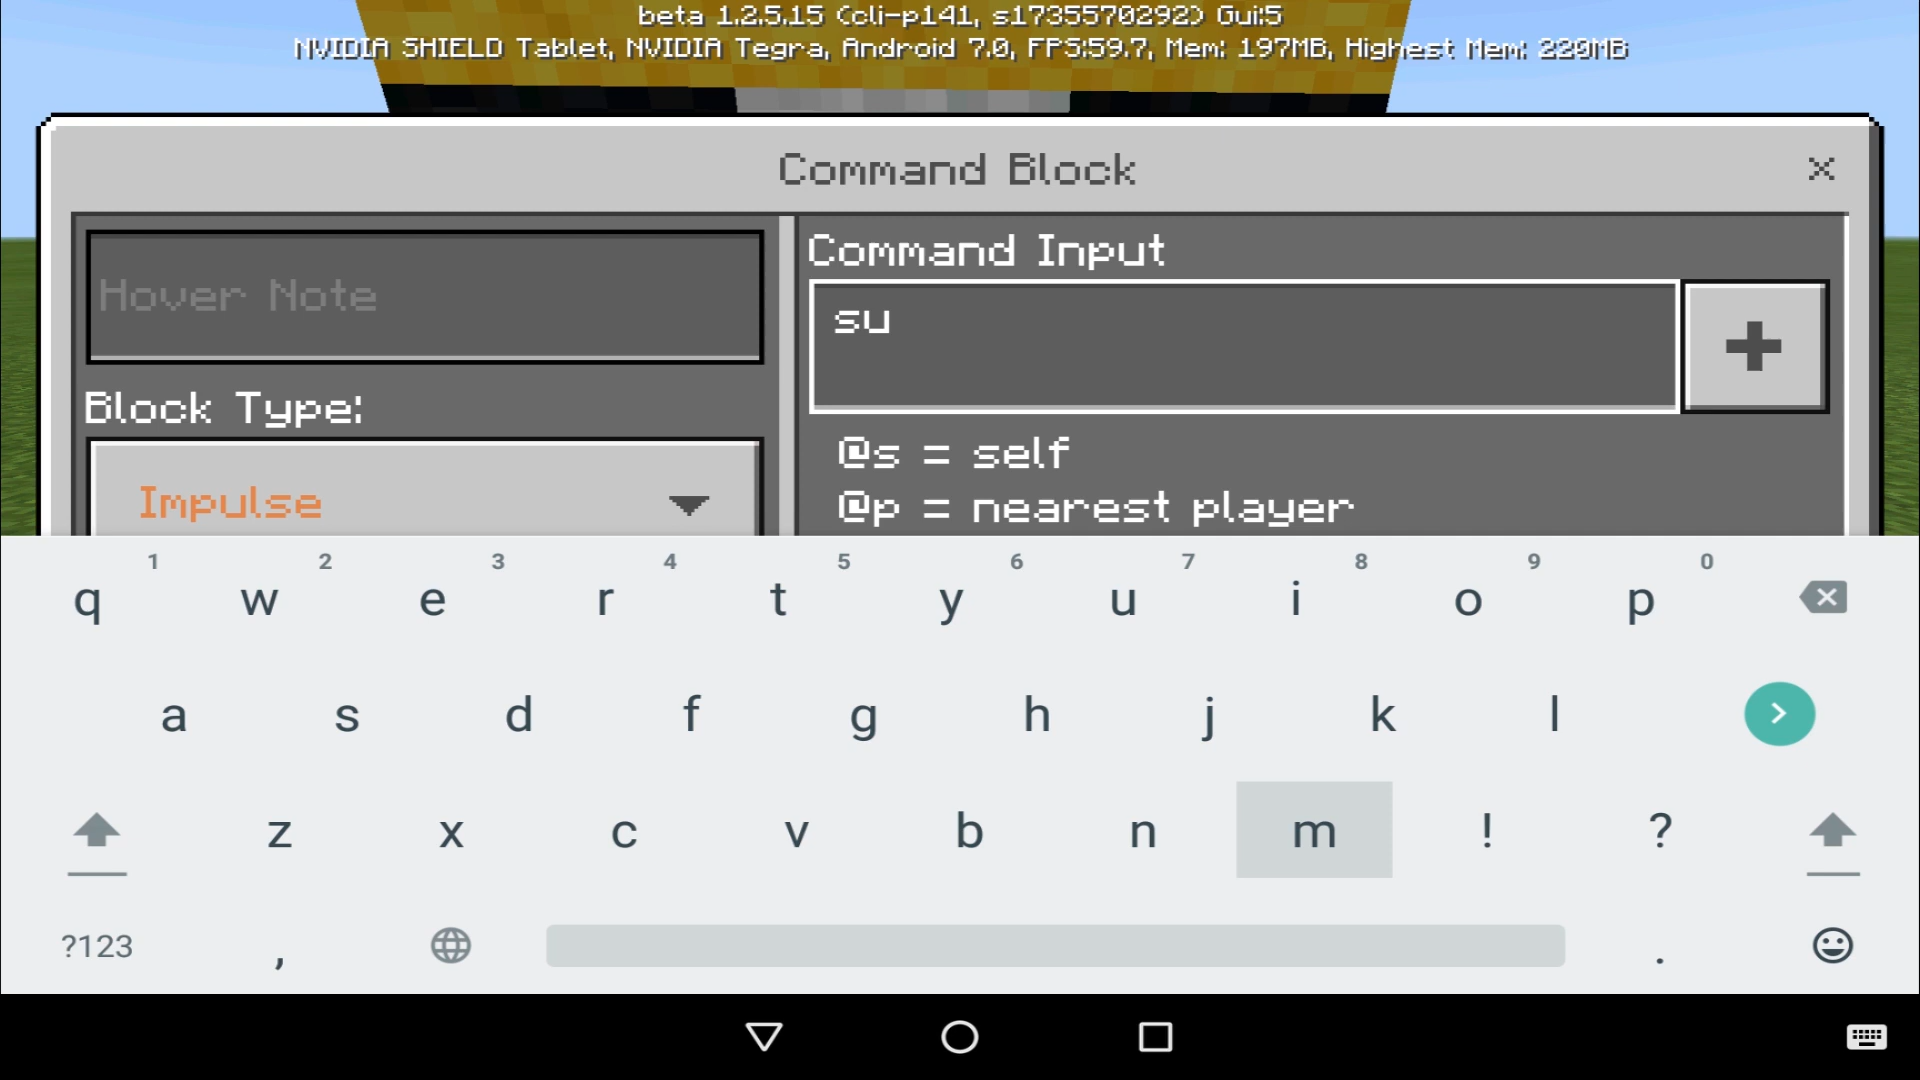 beta 1.2.5.15 (cli-p141, s1735570292) Gui:5
NVIDIA SHIELD Tablet, NVIDIA Tegra, Android 7.0, FPS:59.7, Mem: 197MB, Highest Mem: 220MB
Command Block
Hover Note
Block Type:
Impulse
Command Input
su
@s = self
@p = nearest player
1 2 3 4 5 6 7 8 9 0
q w e r t y u i o p
a s d f g h j k l
z x c v b n m ! ?
?123 , .